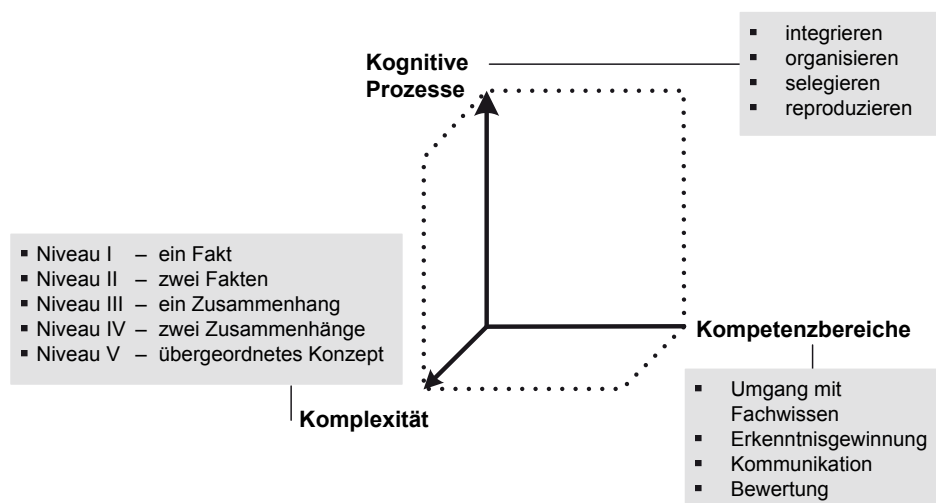 Kognitive
Prozesse
▪ integrieren
▪ organisieren
▪ selegieren
▪ reproduzieren
▪ Niveau I – ein Fakt
▪ Niveau II – zwei Fakten
▪ Niveau III – ein Zusammenhang
▪ Niveau IV – zwei Zusammenhänge
▪ Niveau V – übergeordnetes Konzept
Komplexität
Kompetenzbereiche
▪ Umgang mit
Fachwissen
▪ Erkenntnisgewinnung
▪ Kommunikation
▪ Bewertung